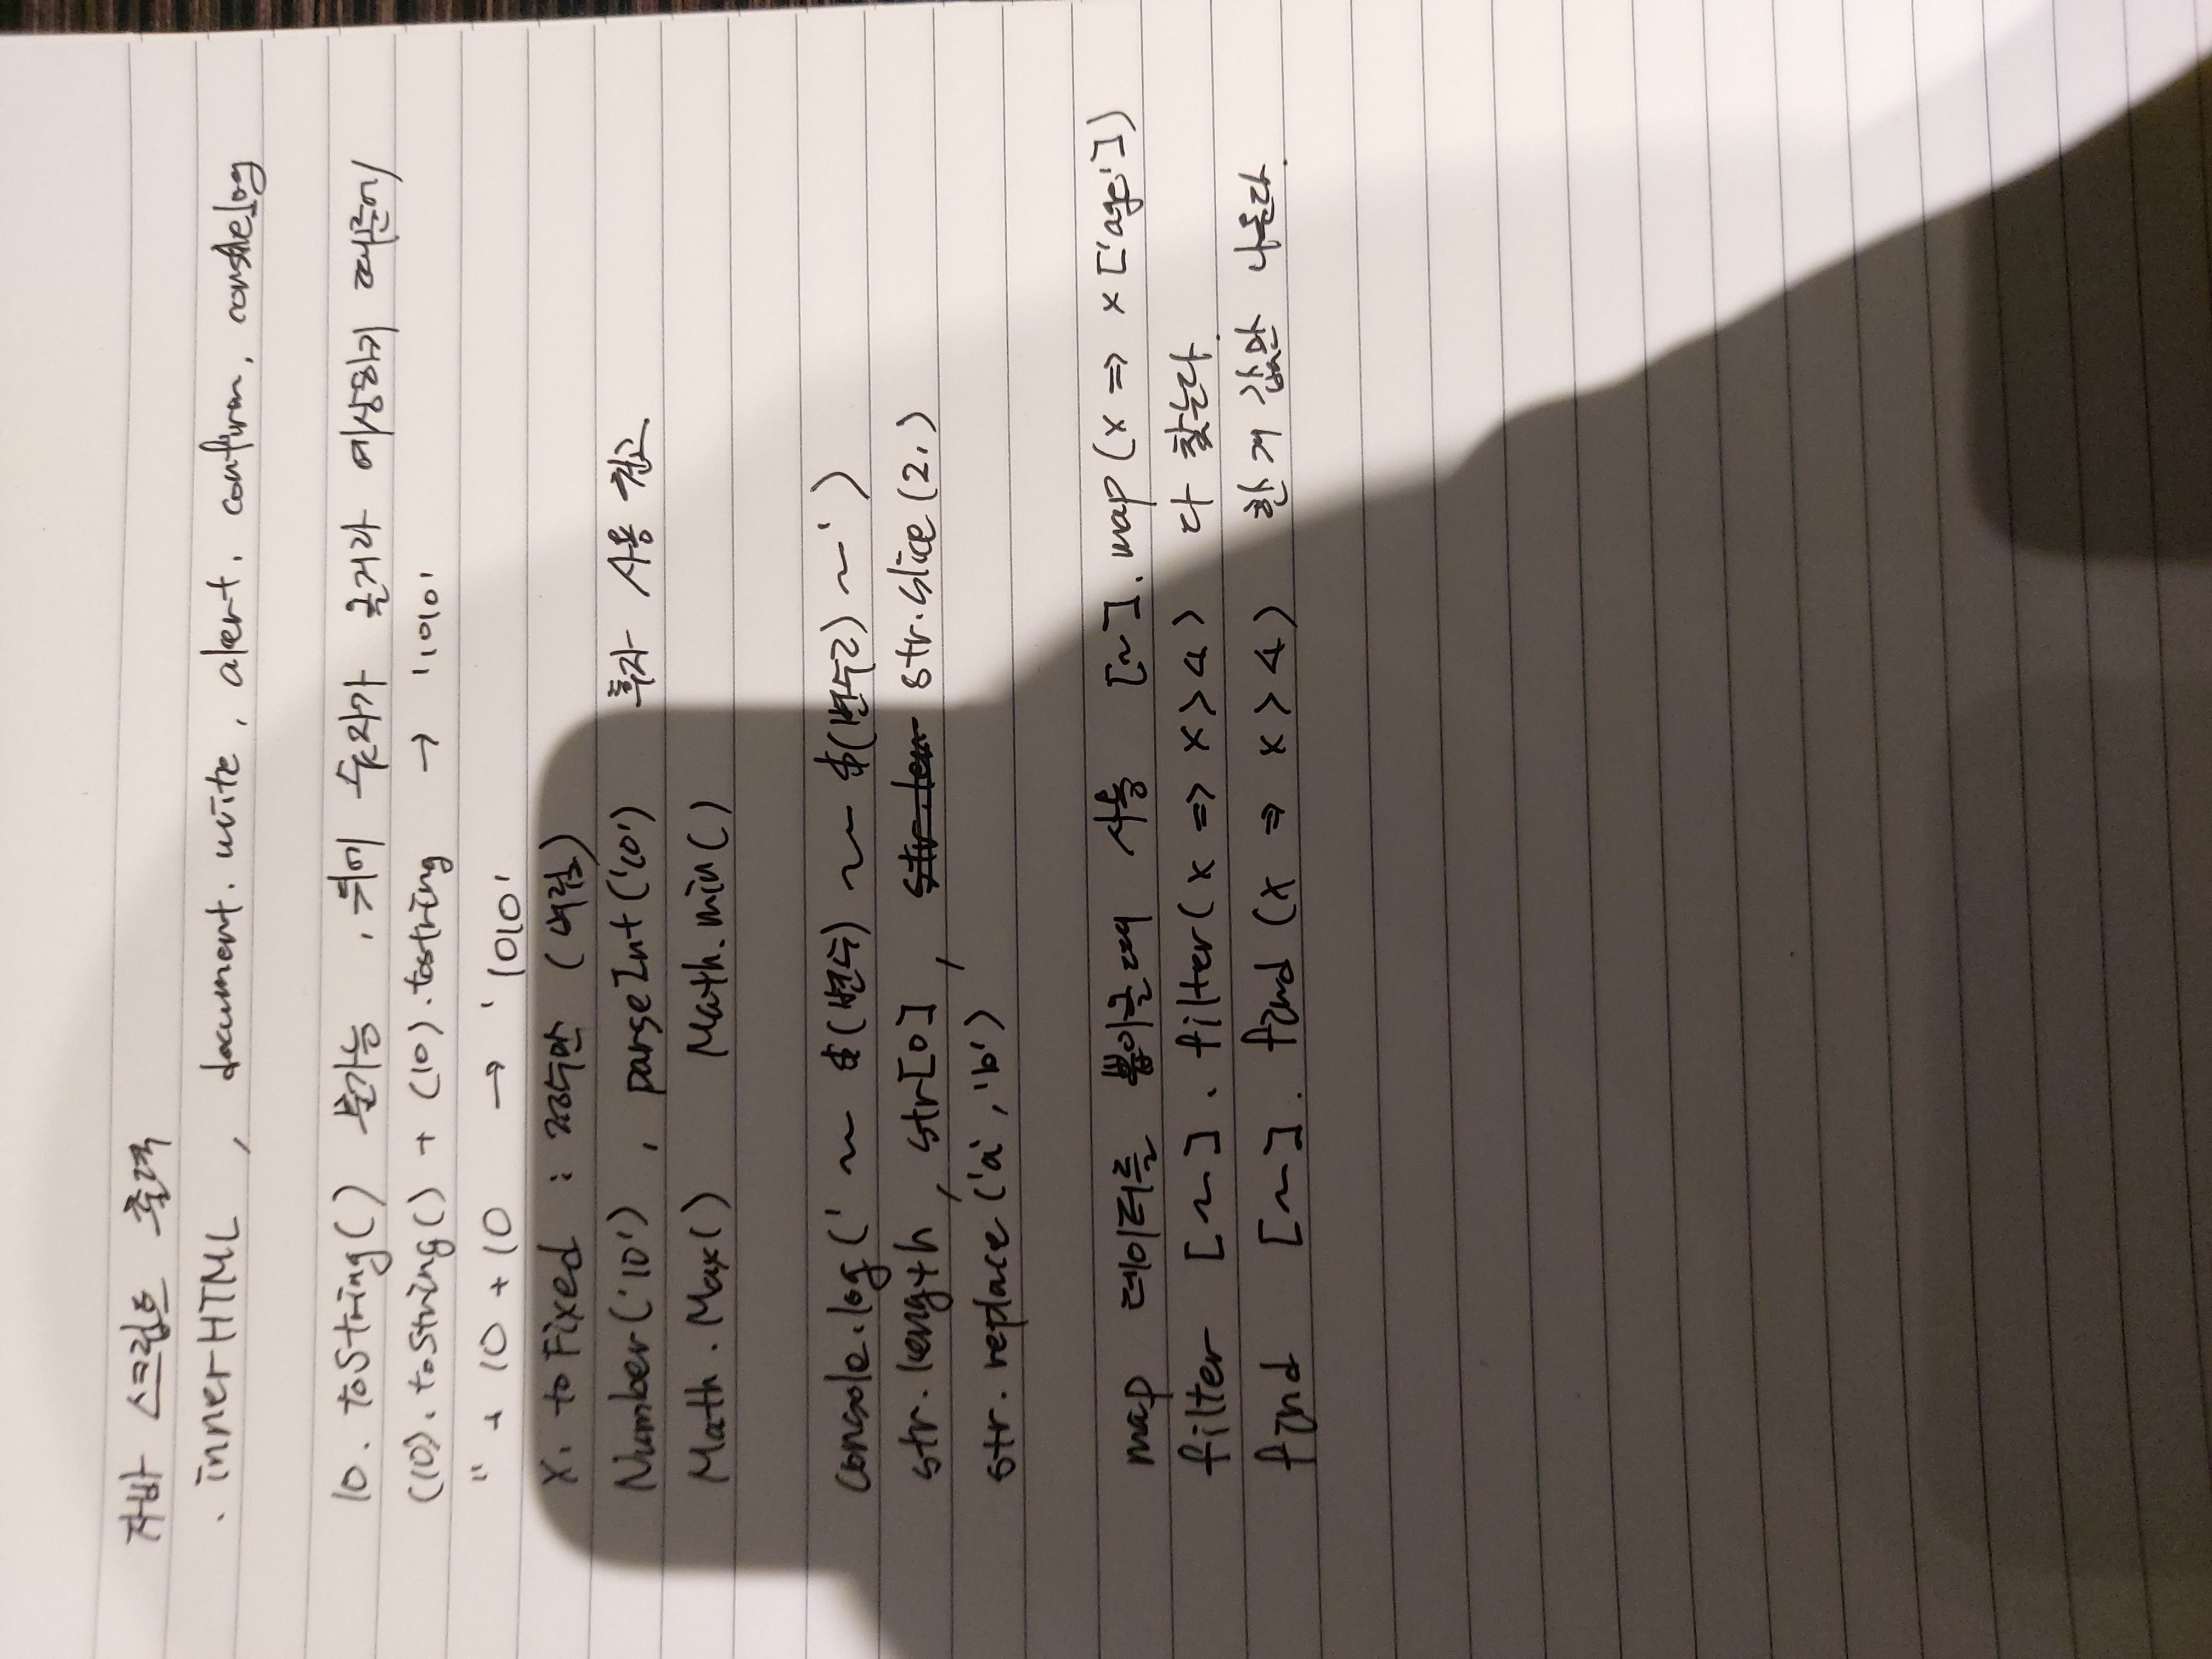 자바 스크립트 출력
. innerHTML , document. write, alert. confirm, console log
10. toString() 불가능 , 뒤에 숫자가 올거라 예상하기 때문에
(10). toString() + (10).tostring → '1010'
'' + 10 + 10 → '1010'
X. toFixed : 정수만 (버림)
Number('10') , parseInt('10') 후자 사용 권고
Math. Max() Math. min()
console.log(' ~ $(변수) ~ $(변수2) ~ ')
str.length, str[0], str.slice(2,)
str. replace ('a', 'b')
map 데이터를 뽑아올때 사용 [~]. map (x => x ['age'])
filter [~]. filter(x => x>4) 다 찾는다.
find [~]. find (x => x>4) 한 개 값만 나온다.